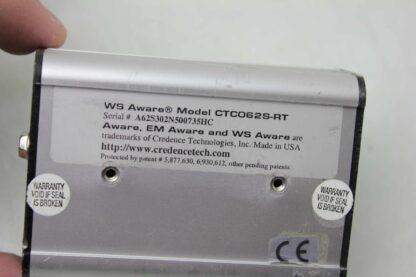 WS Aware® Model CTC062S-RT
Serial # A62S302N500735HC
Aware, EM Aware and WS Aware are
trademarks of Credence Technologies, Inc. Made in USA
http://www.credencetech.com
Protected by patent # 5,877,630, 6,930,612, other pending patents
WARRANTY
VOID IF SEAL
IS BROKEN
WARRANTY
VOID IF SEAL
IS BROKEN
CE